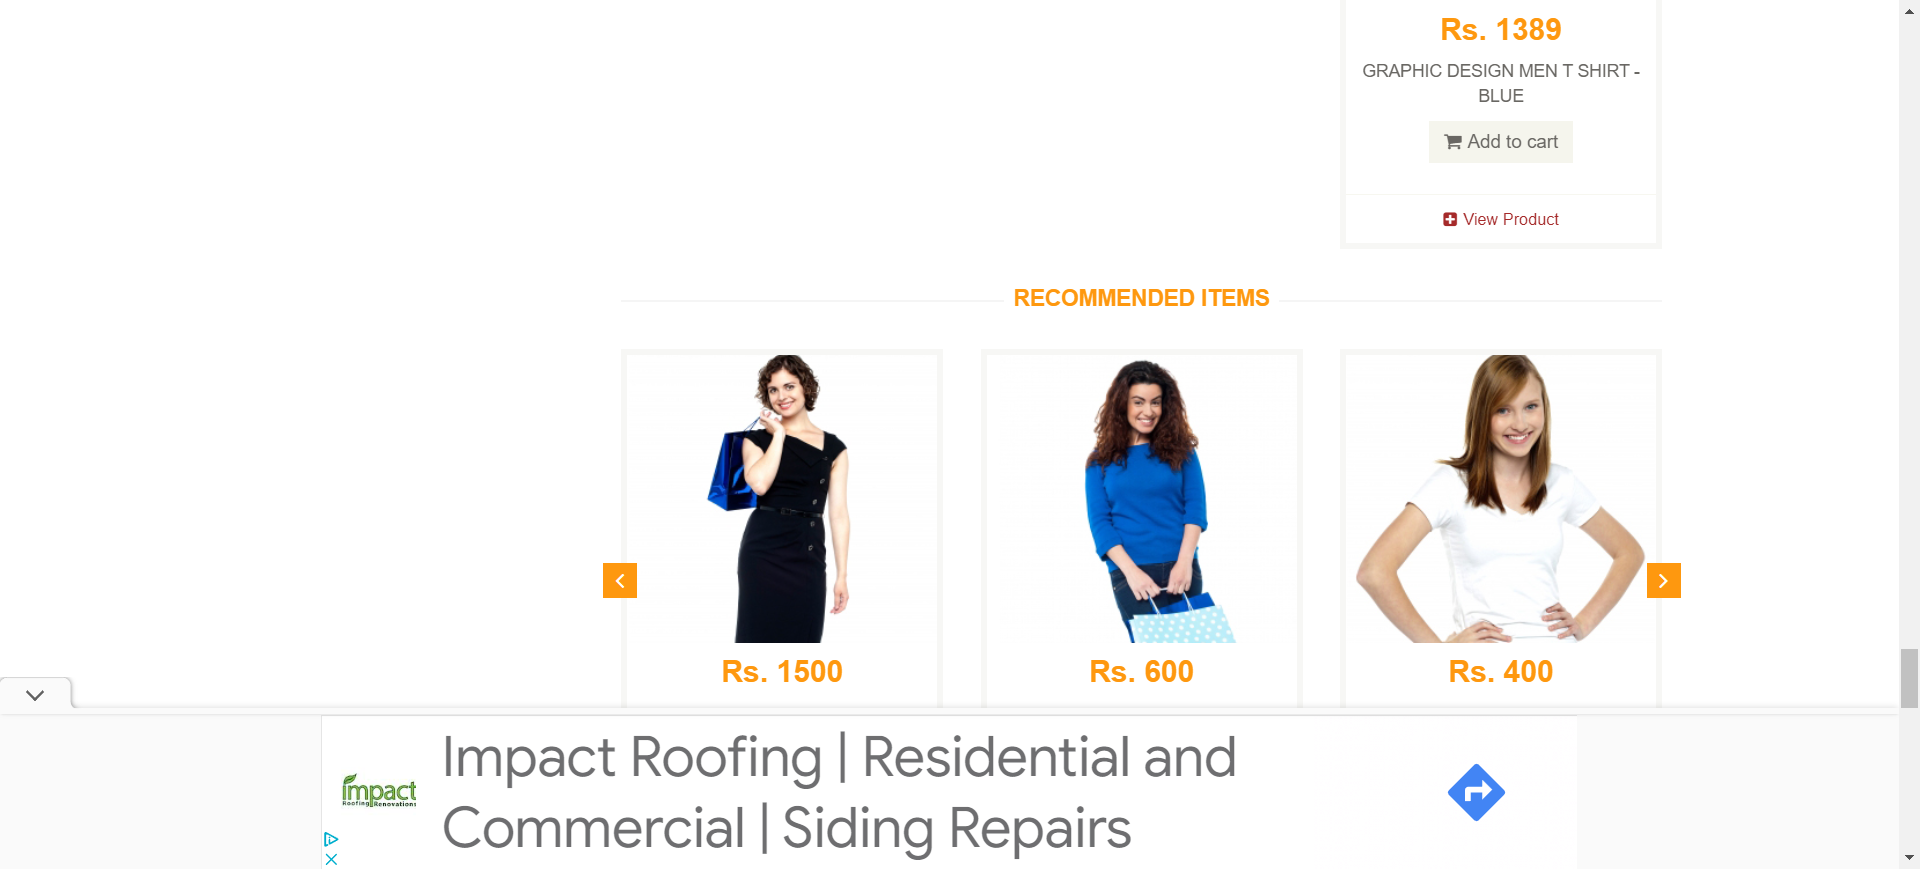 Rs. 1389
GRAPHIC DESIGN MEN T SHIRT -
BLUE
Add to cart
View Product
RECOMMENDED ITEMS
Rs. 1500
Rs. 600
Rs. 400
impact
Roofing Renovations
Impact Roofing | Residential and
Commercial | Siding Repairs